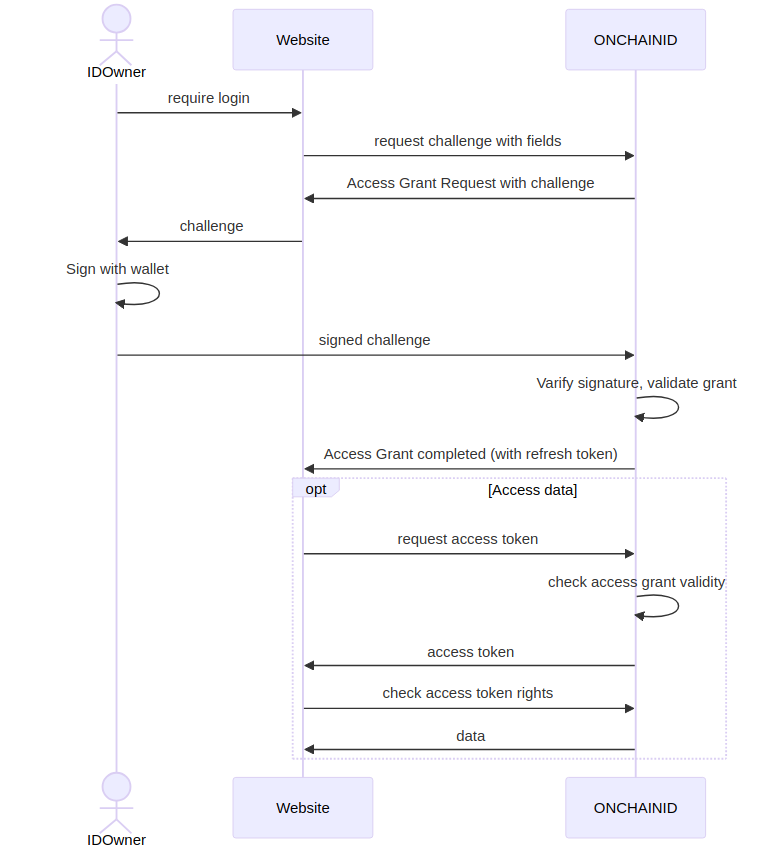 IDOwner
Website
ONCHAINID
require login
request challenge with fields
Access Grant Request with challenge
challenge
Sign with wallet
signed challenge
Varify signature, validate grant
Access Grant completed (with refresh token)
opt
[Access data]
request access token
check access grant validity
access token
check access token rights
data
IDOwner
Website
ONCHAINID